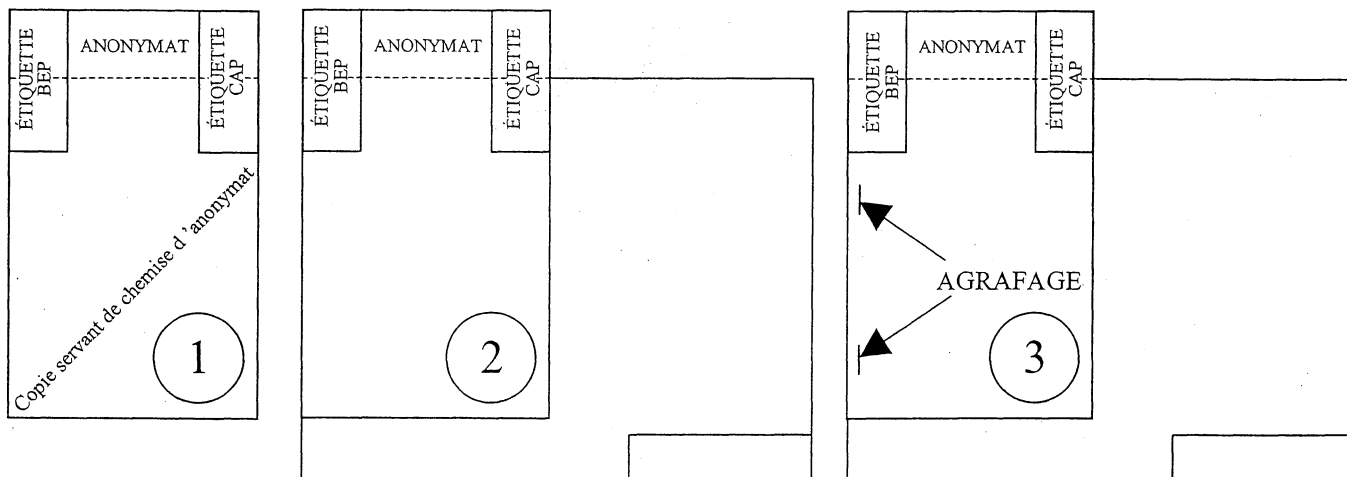 ÉTIQUETTE
BEP
ANONYMAT
ÉTIQUETTE
CAP
Copie servant de chemise d'anonymat
1
ÉTIQUETTE
BEP
ANONYMAT
ÉTIQUETTE
CAP
2
ÉTIQUETTE
BEP
ANONYMAT
ÉTIQUETTE
CAP
AGRAFAGE
3